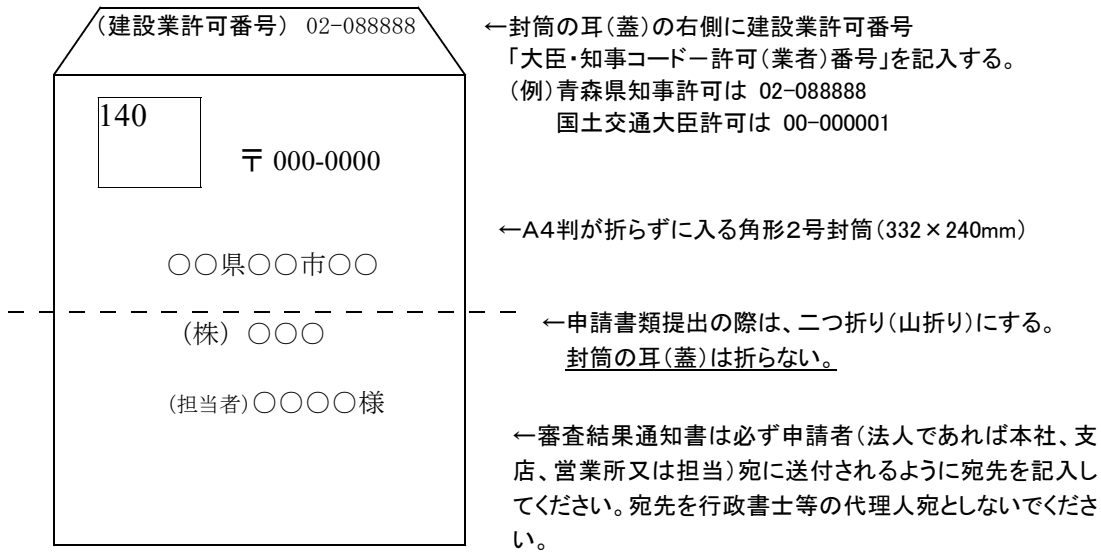 (建設業許可番号) 02-088888
140
〒 000-0000
○○県○○市○○
(株) ○○○
(担当者)○○○○様
←封筒の耳(蓋)の右側に建設業許可番号
「大臣・知事コードー許可(業者)番号」を記入する。
(例)青森県知事許可は 02-088888
国土交通大臣許可は 00-000001
←A4判が折らずに入る角形2号封筒(332×240mm)
←申請書類提出の際は、二つ折り(山折り)にする。
封筒の耳(蓋)は折らない。
←審査結果通知書は必ず申請者(法人であれば本社、支
店、営業所又は担当)宛に送付されるように宛先を記入し
てください。宛先を行政書士等の代理人宛としないでくださ
い。